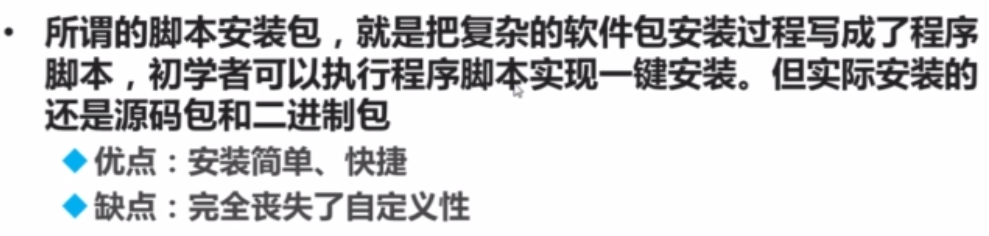 • 所谓的脚本安装包，就是把复杂的软件包安装过程写成了程序
脚本，初学者可以执行程序脚本实现一键安装。但实际安装的
还是源码包和二进制包
◆优点：安装简单、快捷
◆缺点：完全丧失了自定义性